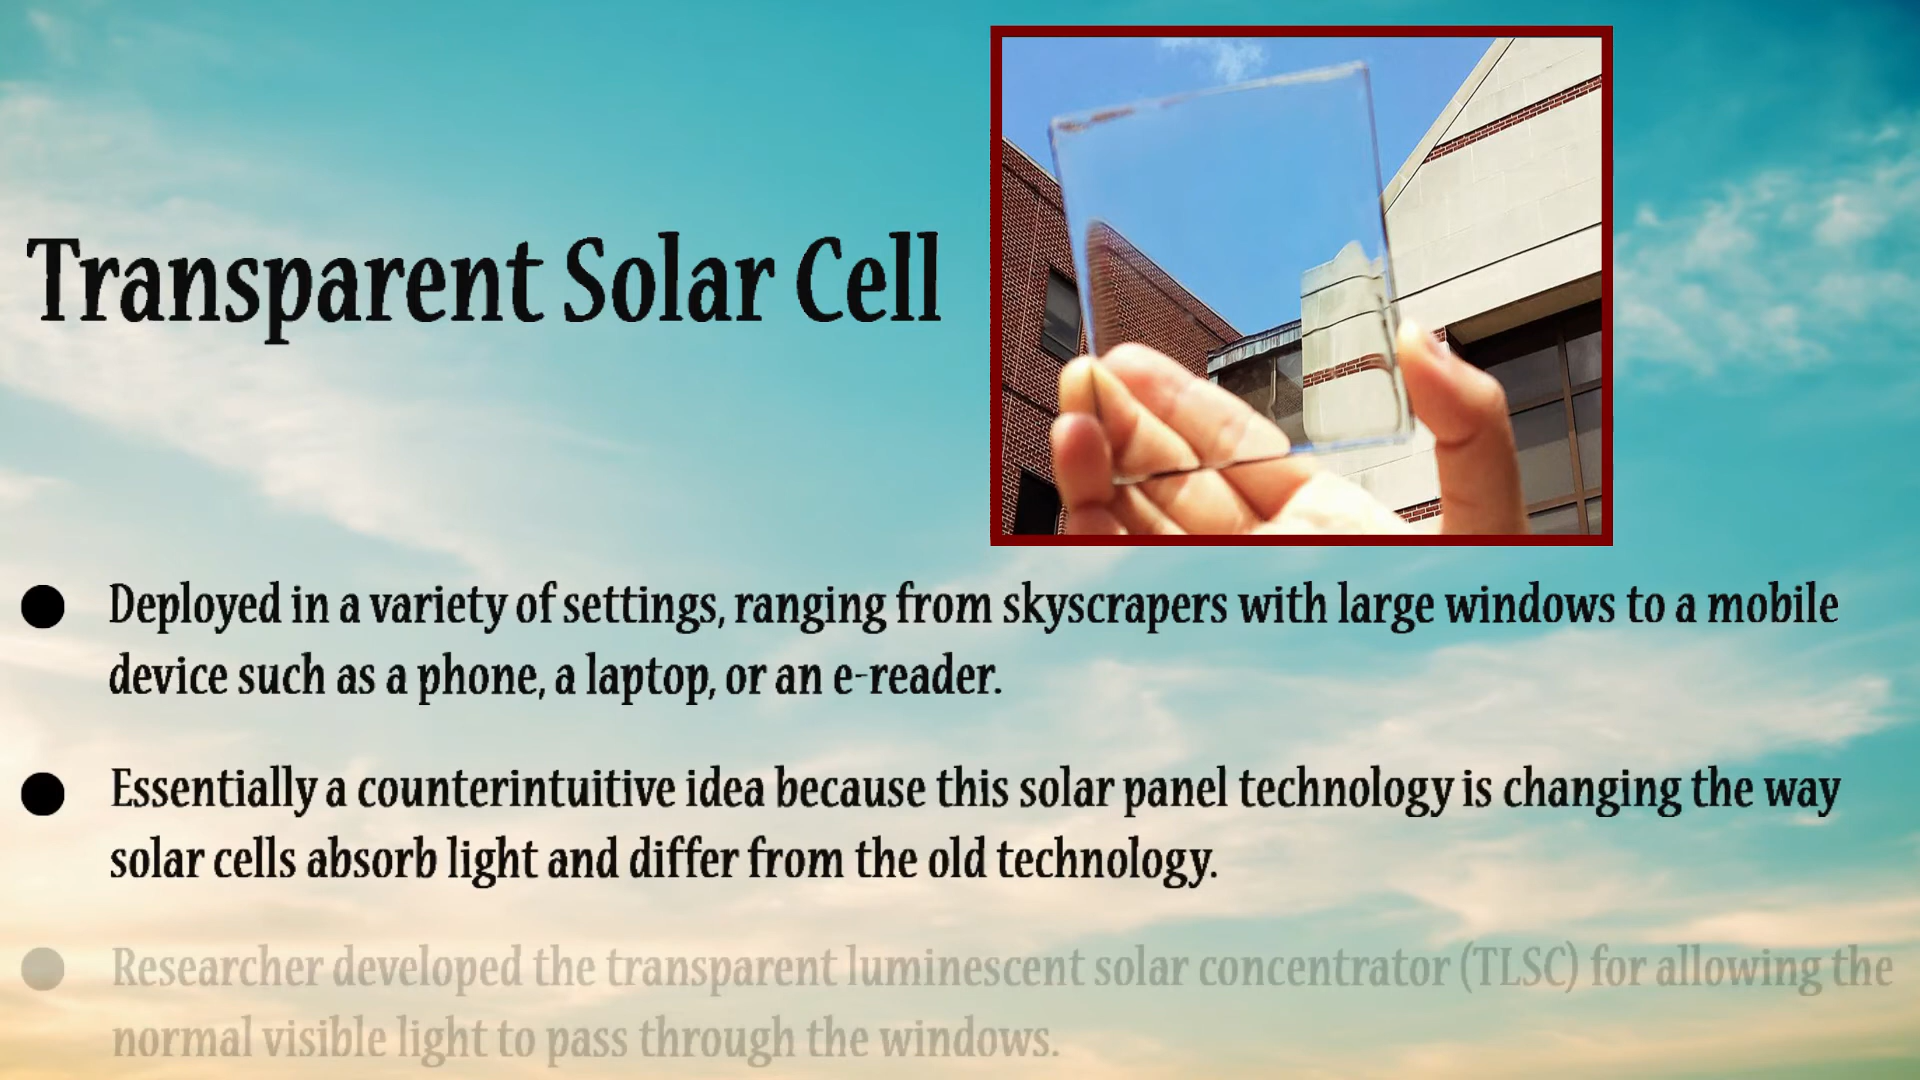 Transparent Solar Cell
Deployed in a variety of settings, ranging from skyscrapers with large windows to a mobile
device such as a phone, a laptop, or an e-reader.
Essentially a counterintuitive idea because this solar panel technology is changing the way
solar cells absorb light and differ from the old technology.
Researcher developed the transparent luminescent solar concentrator (TLSC) for allowing the
normal visible light to pass through the windows.